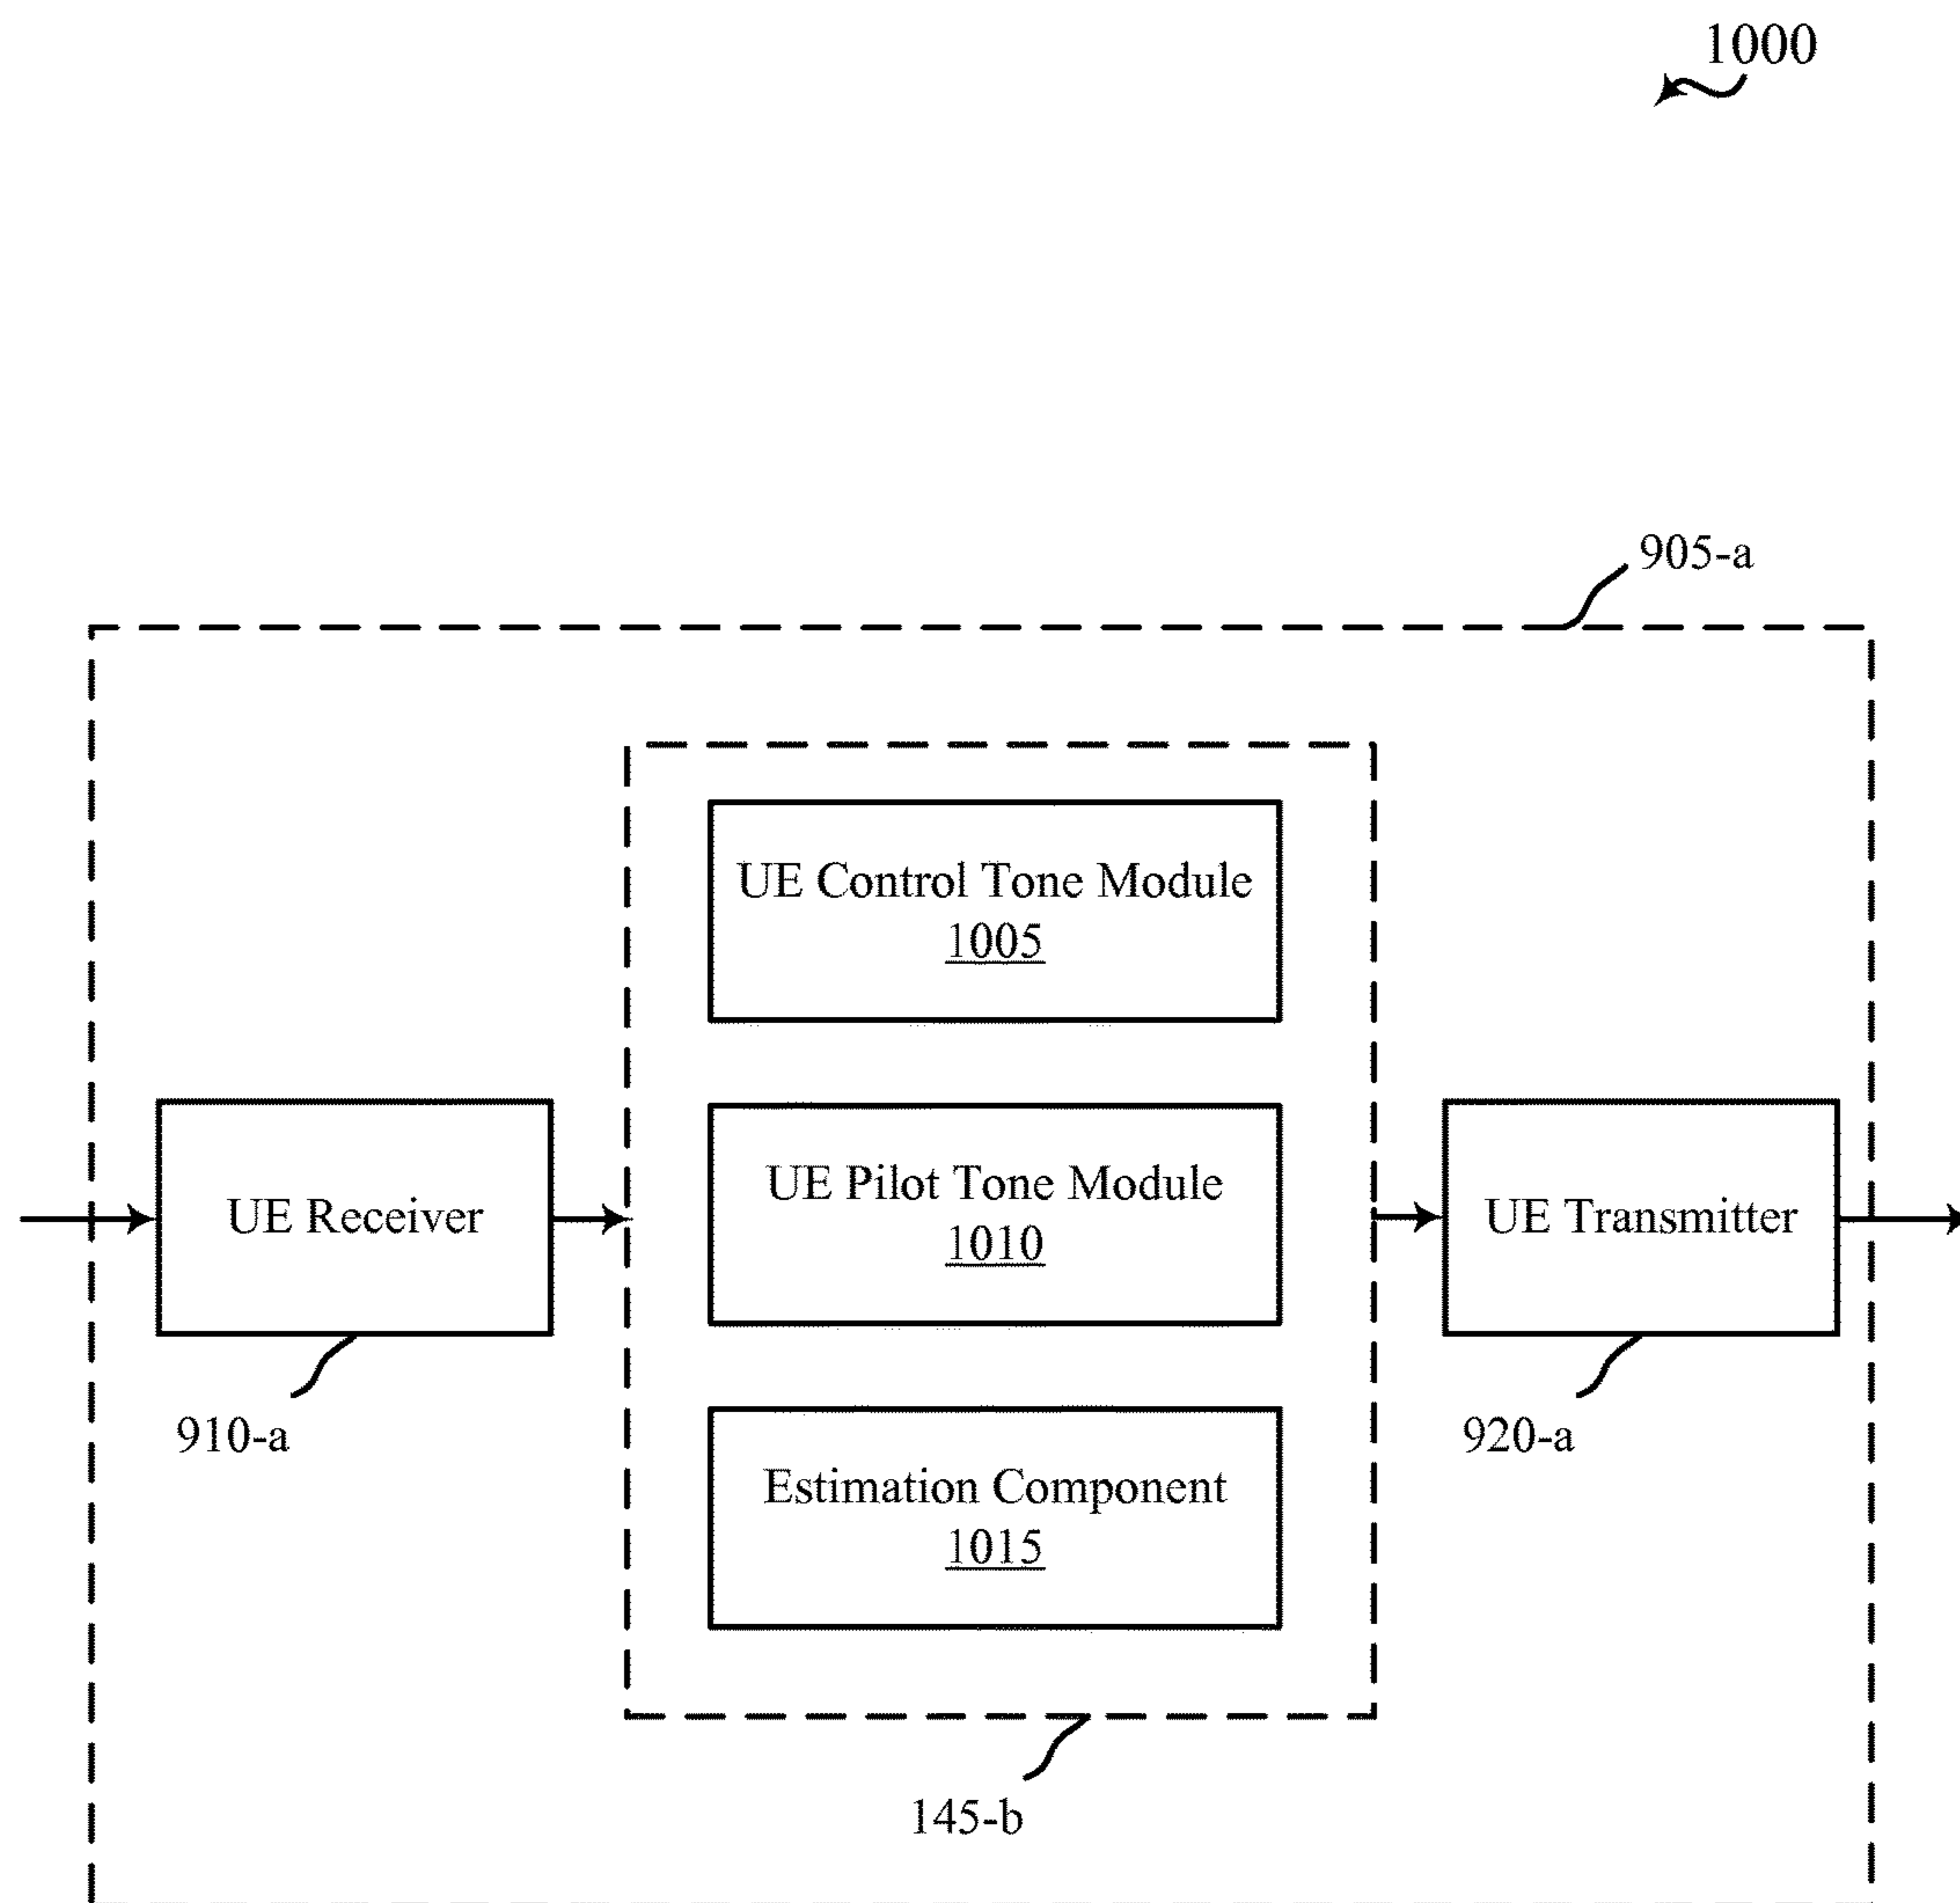 1000
905-a
UE Control Tone Module
1005
UE Receiver
910-a
UE Pilot Tone Module
1010
UE Transmitter
920-a
Estimation Component
1015
145-b